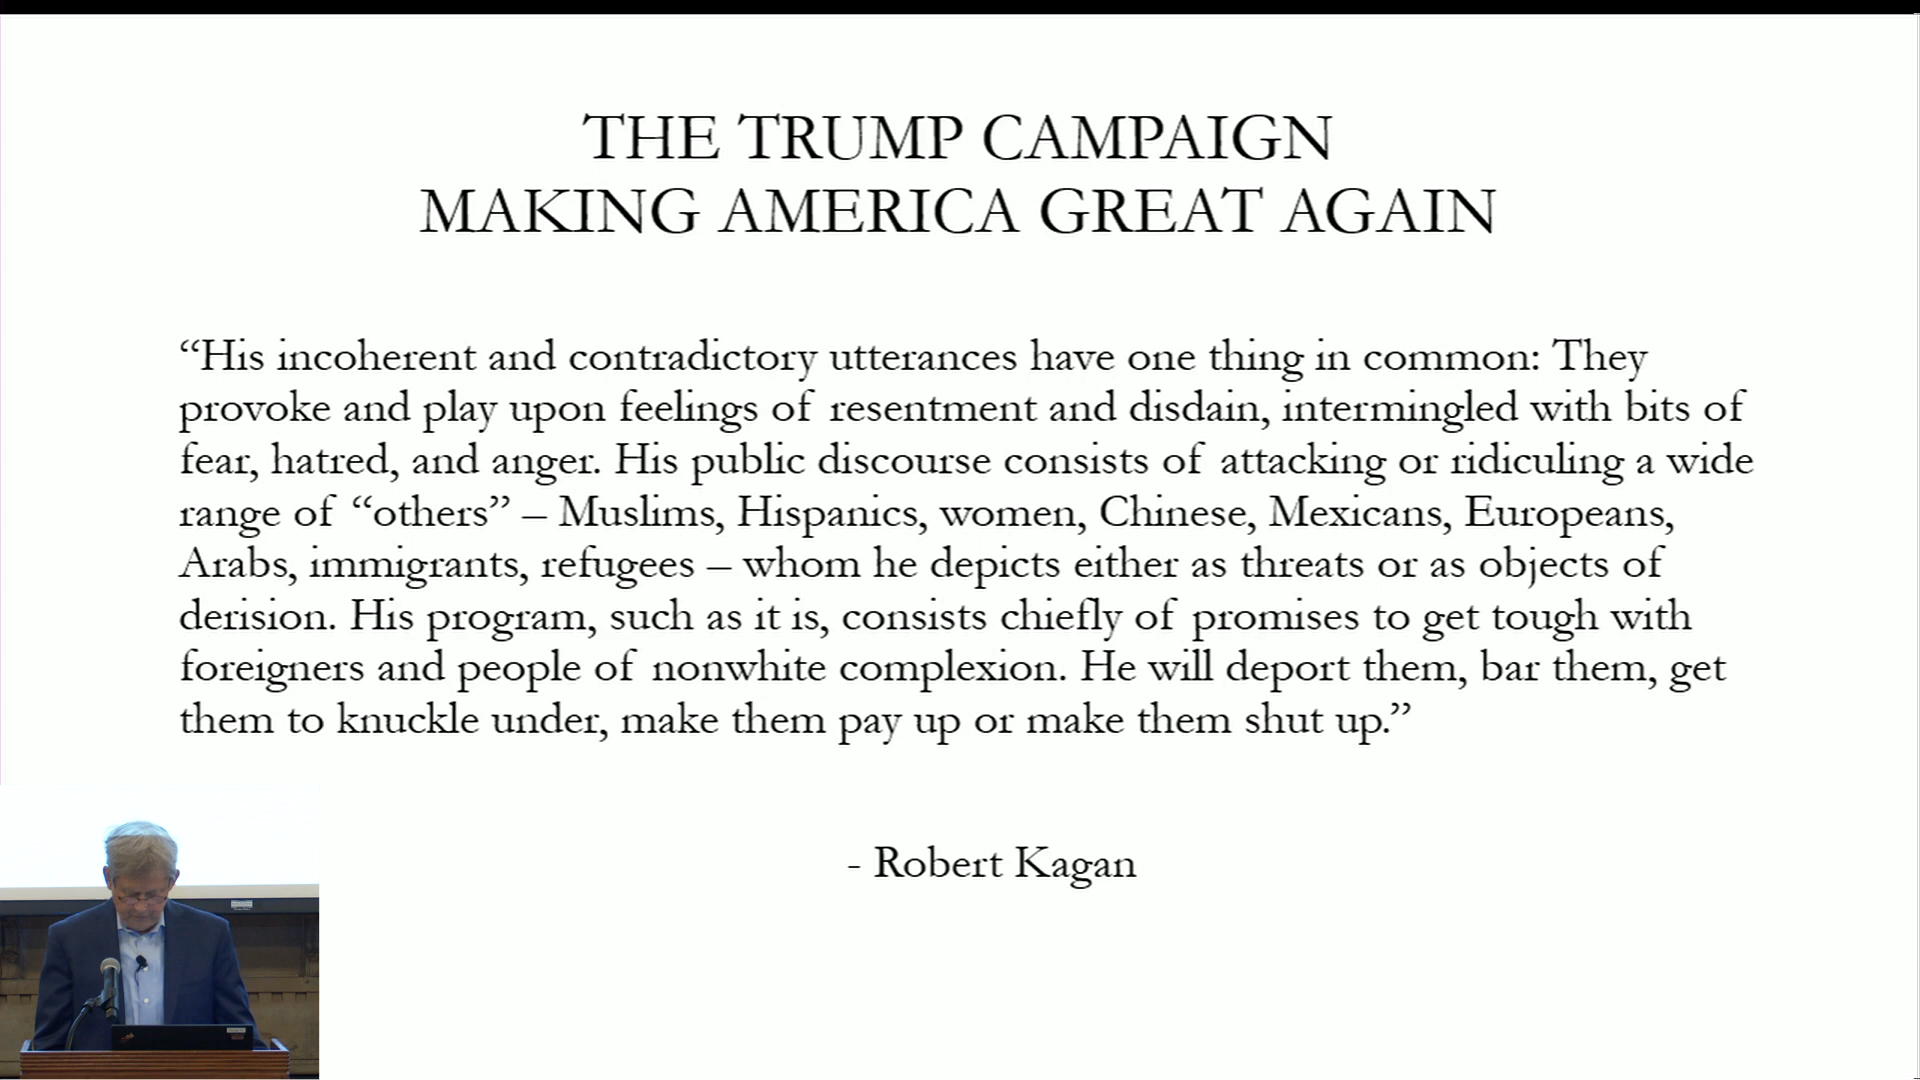 THE TRUMP CAMPAIGN
MAKING AMERICA GREAT AGAIN
“His incoherent and contradictory utterances have one thing in common: They
provoke and play upon feelings of resentment and disdain, intermingled with bits of
fear, hatred, and anger. His public discourse consists of attacking or ridiculing a wide
range of “others” – Muslims, Hispanics, women, Chinese, Mexicans, Europeans,
Arabs, immigrants, refugees – whom he depicts either as threats or as objects of
derision. His program, such as it is, consists chiefly of promises to get tough with
foreigners and people of nonwhite complexion. He will deport them, bar them, get
them to knuckle under, make them pay up or make them shut up.”
- Robert Kagan